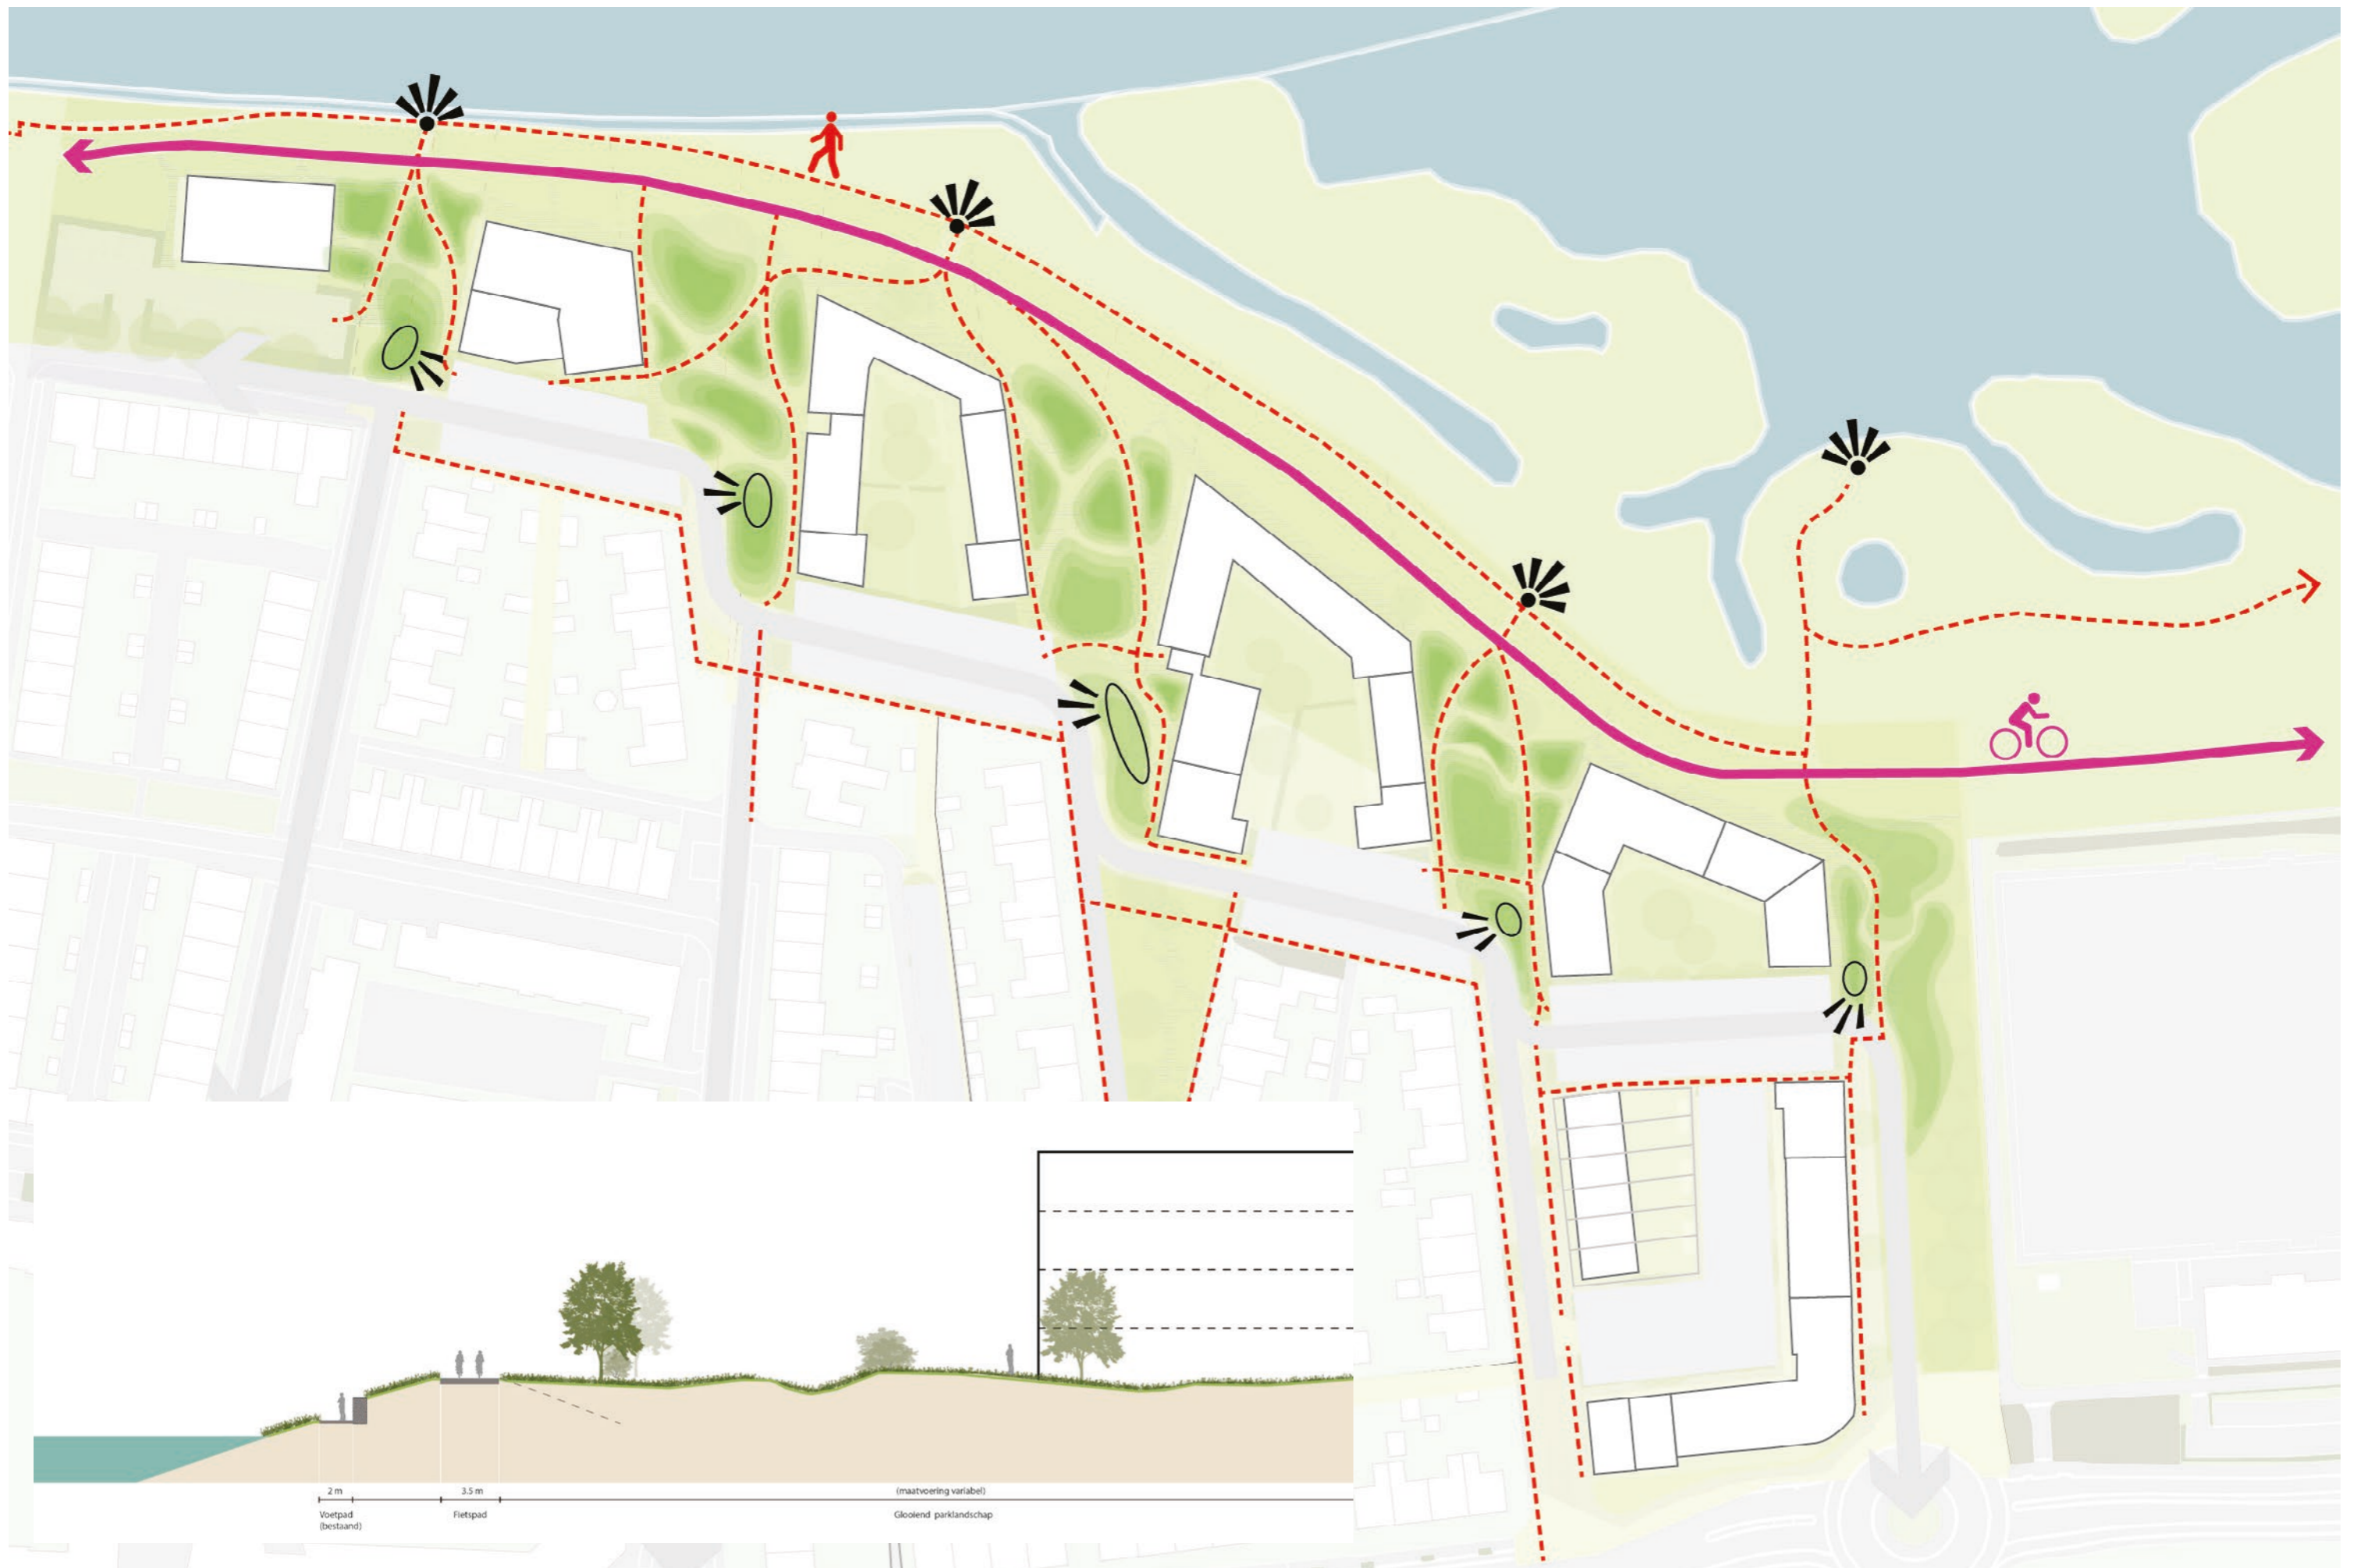 2 m
3.5 m
(maatvoering variabel)
Voetpad
(bestaand)
Fietspad
Glooiend parklandschap